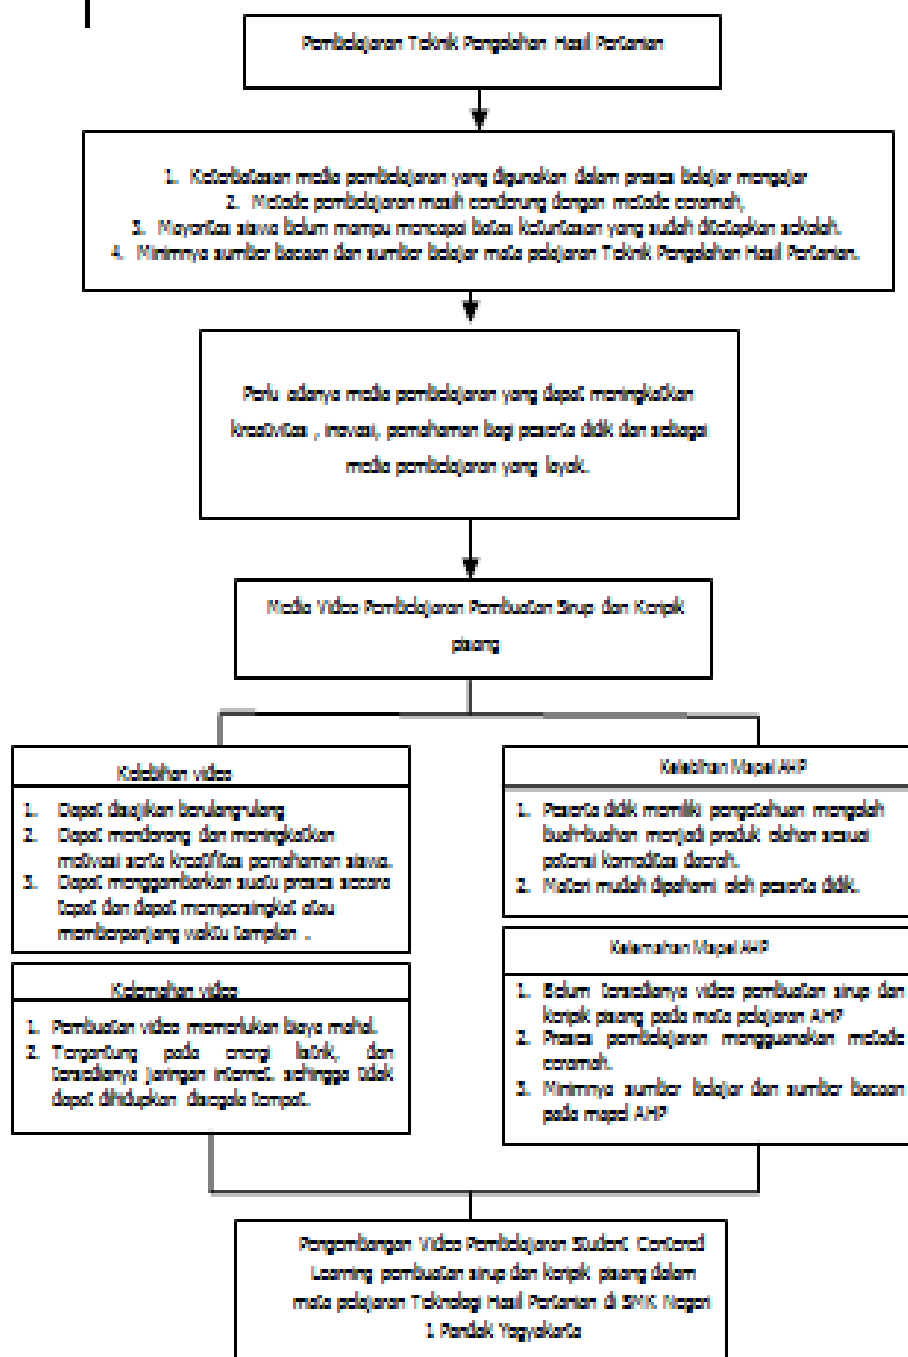 Pembelajaran Teknik Pengolahan Hasil Pertanian
1. Keterbatasan media pembelajaran yang digunakan dalam proses belajar mengajar
2. Metode pembelajaran masih cenderung dengan metode ceramah,
3. Mayoritas siswa belum mampu mencapai batas ketuntasan yang sudah ditetapkan sekolah.
4. Minimnya sumber bacaan dan sumber belajar mata pelajaran Teknik Pengolahan Hasil Pertanian.
Perlu adanya media pembelajaran yang dapat meningkatkan
kreativitas , inovasi, pemahaman bagi peserta didik dan sebagai
media pembelajaran yang layak.
Media Video Pembelajaran Pembuatan Sirup dan Keripik
pisang
Kelebihan video
1. Dapat disajikan berulang-ulang
2. Dapat mendorong dan meningkatkan
motivasi serta kreatifitas pemahaman siswa.
3. Dapat menggambarkan suatu proses secara
tepat dan dapat mempersingkat atau
memberpanjang waktu tampilan .
Kelemahan video
1. Pembuatan video memerlukan biaya mahal.
2. Tergantung pada energi listrik, dan
tersedianya jaringan internet. sehingga tidak
dapat dihidupkan disegala tempat.
Kelebihan Mapel AHP
1. Peserta didik memiliki pengetahuan mengolah
buah-buahan menjadi produk olahan sesuai
potensi komoditas daerah.
2. Materi mudah dipahami oleh peserta didik.
Kelemahan Mapel AHP
1. Belum tersedianya video pembuatan sirup dan
keripik pisang pada mata pelajaran AHP
2. Proses pembelajaran mengguanakan metode
ceramah.
3. Minimnya sumber belajar dan sumber bacaan
pada mapel AHP
Pengembangan Video Pembelajaran Student Centered
Learning pembuatan sirup dan keripik pisang dalam
mata pelajaran Teknologi Hasil Pertanian di SMK Negeri
1 Pandak Yogyakarta